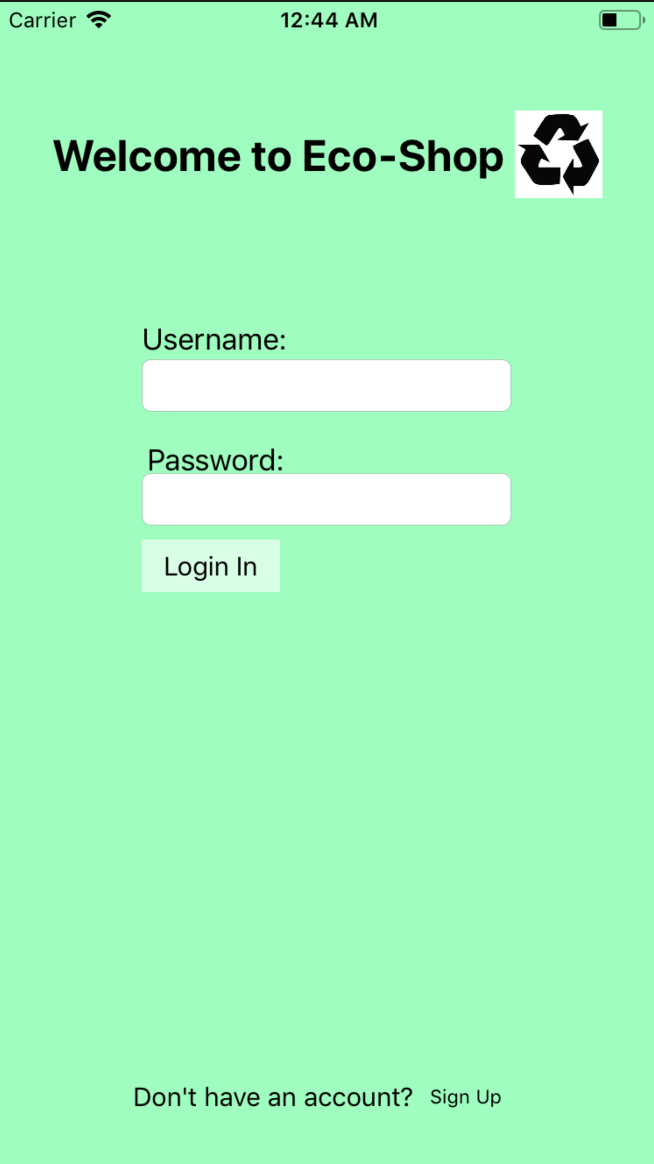 Carrier 12:44 AM
Welcome to Eco-Shop
Username:
Password:
Login In
Don't have an account? Sign Up